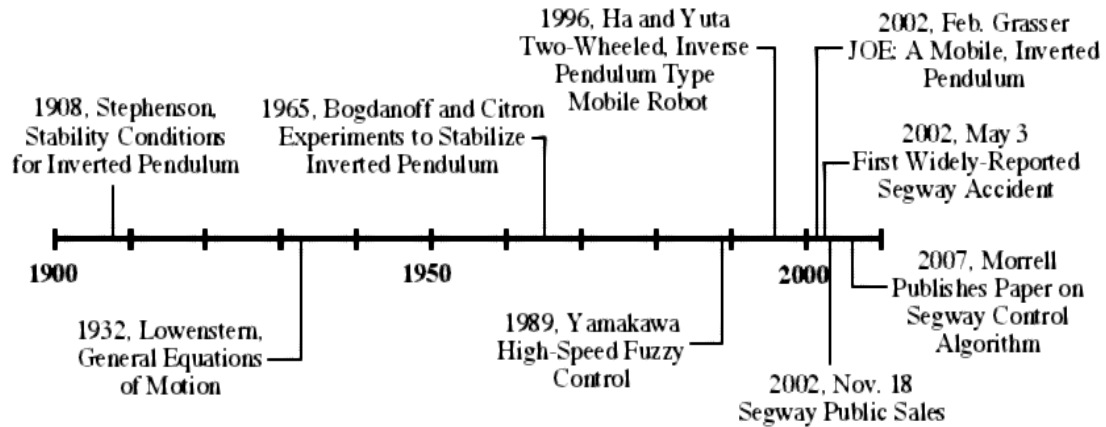 1908, Stephenson,
Stability Conditions
for Inverted Pendulum
1965, Bogdanoff and Citron
Experiments to Stabilize
Inverted Pendulum
1996, Ha and Yuta
Two-Wheeled, Inverse
Pendulum Type
Mobile Robot
2002, Feb. Grasser
JOE: A Mobile, Inverted
Pendulum
2002, May 3
First Widely-Reported
Segway Accident
1900
1950
2000
1932, Lowenstern,
General Equations
of Motion
1989, Yamakawa
High-Speed Fuzzy
Control
2002, Nov. 18
Segway Public Sales
2007, Morrell
Publishes Paper on
Segway Control
Algorithm